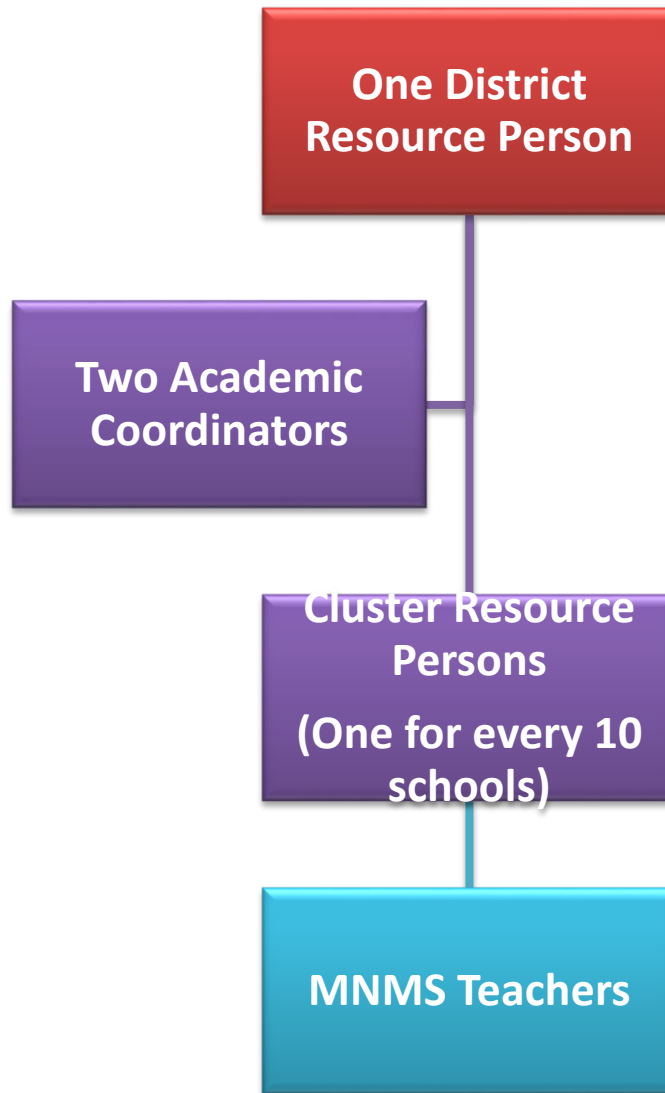 One District
Resource Person
Two Academic
Coordinators
Cluster Resource
Persons
(One for every 10
schools)
MNMS Teachers